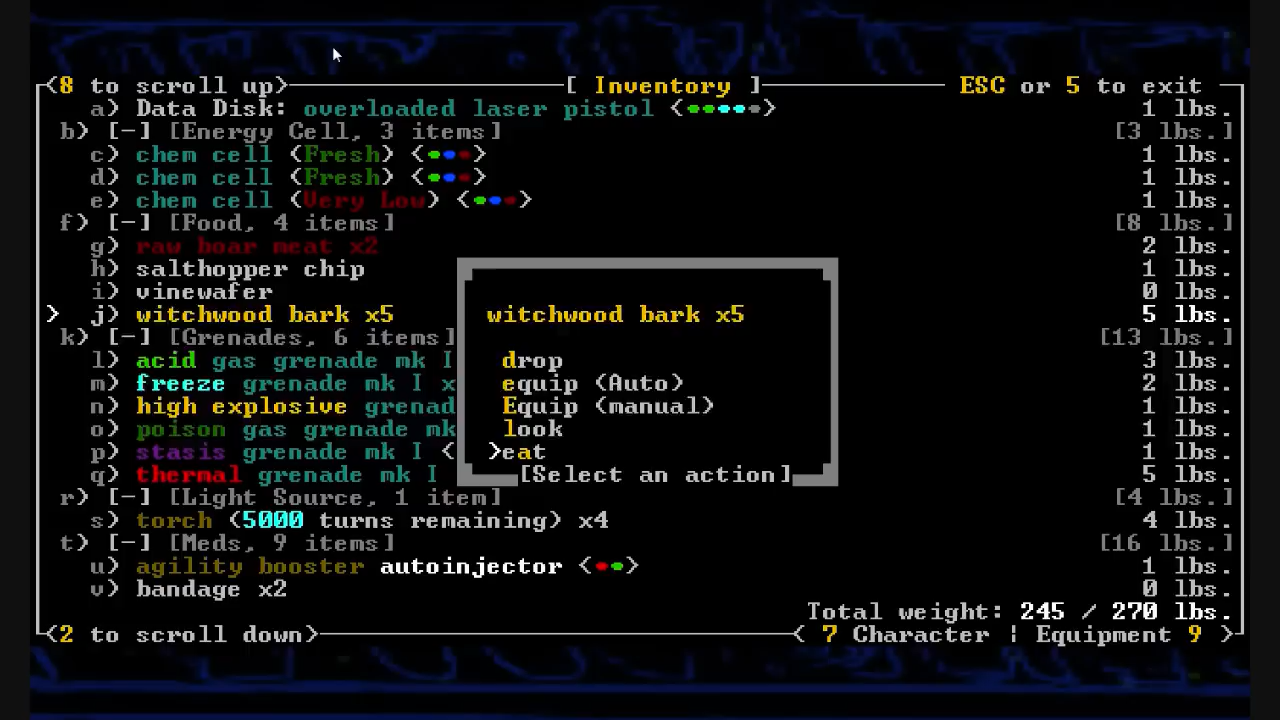 <8 to scroll up> [ Inventory ] ESC or 5 to exit
a) Data Disk: overloaded laser pistol <●●●●●> 1 lbs.
b) [-] [Energy Cell, 3 items] [3 lbs.]
c) chem cell (Fresh) <●●●> 1 lbs.
d) chem cell (Fresh) <●●●> 1 lbs.
e) chem cell (Very Low) <●●●> 1 lbs.
f) [-] [Food, 4 items] [8 lbs.]
g) raw boar meat x2 2 lbs.
h) salthopper chip 1 lbs.
i) vinewafer 0 lbs.
> j) witchwood bark x5 5 lbs.
k) [-] [Grenades, 6 items] [13 lbs.]
l) acid gas grenade mk I 3 lbs.
m) freeze grenade mk I x 2 lbs.
n) high explosive grenad 1 lbs.
o) poison gas grenade mk 1 lbs.
p) stasis grenade mk I < 1 lbs.
q) thermal grenade mk I 5 lbs.
r) [-] [Light Source, 1 item] [4 lbs.]
s) torch (5000 turns remaining) x4 4 lbs.
t) [-] [Meds, 9 items] [16 lbs.]
u) agility booster autoinjector <●●> 1 lbs.
v) bandage x2 0 lbs.
Total weight: 245 / 270 lbs.
<2 to scroll down> < 7 Character | Equipment 9 >
witchwood bark x5
drop
equip (Auto)
Equip (manual)
look
>eat
[Select an action]